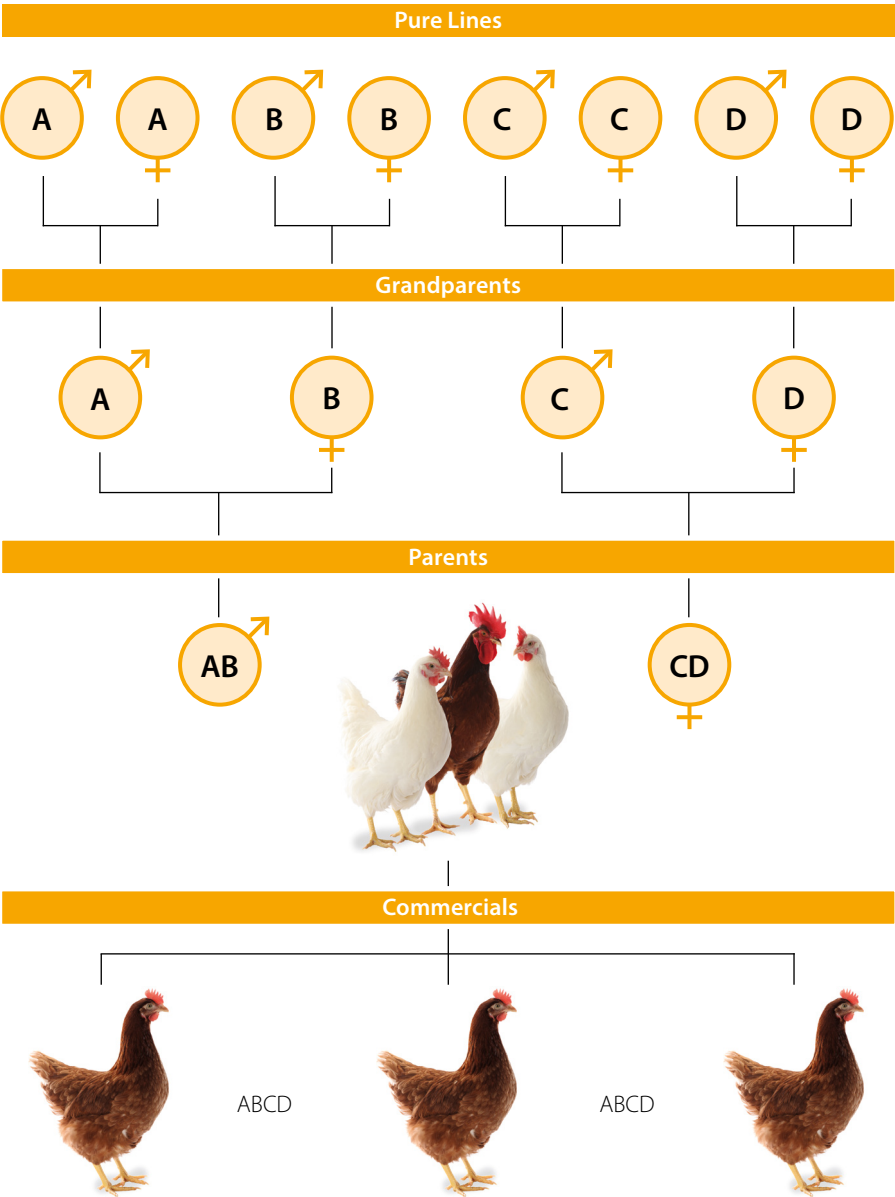 Pure Lines
A A B B C C D D
Grandparents
A B C D
Parents
AB CD
Commercials
ABCD ABCD